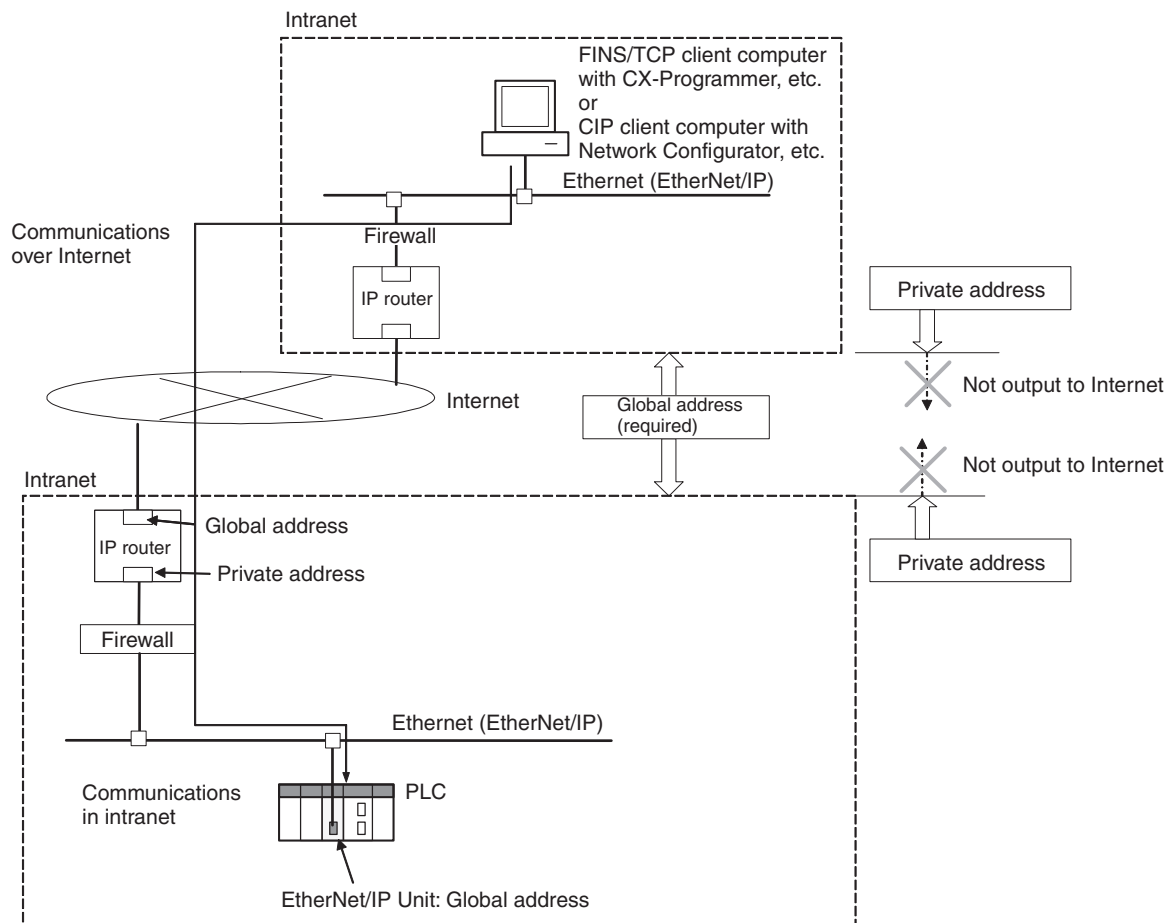 Intranet
FINS/TCP client computer
with CX-Programmer, etc.
or
CIP client computer with
Network Configurator, etc.
Ethernet (EtherNet/IP)
Communications
over Internet
Firewall
IP router
Private address
Not output to Internet
Internet
Global address
(required)
Not output to Internet
Private address
Intranet
Global address
IP router
Private address
Firewall
Ethernet (EtherNet/IP)
Communications
in intranet
PLC
EtherNet/IP Unit: Global address